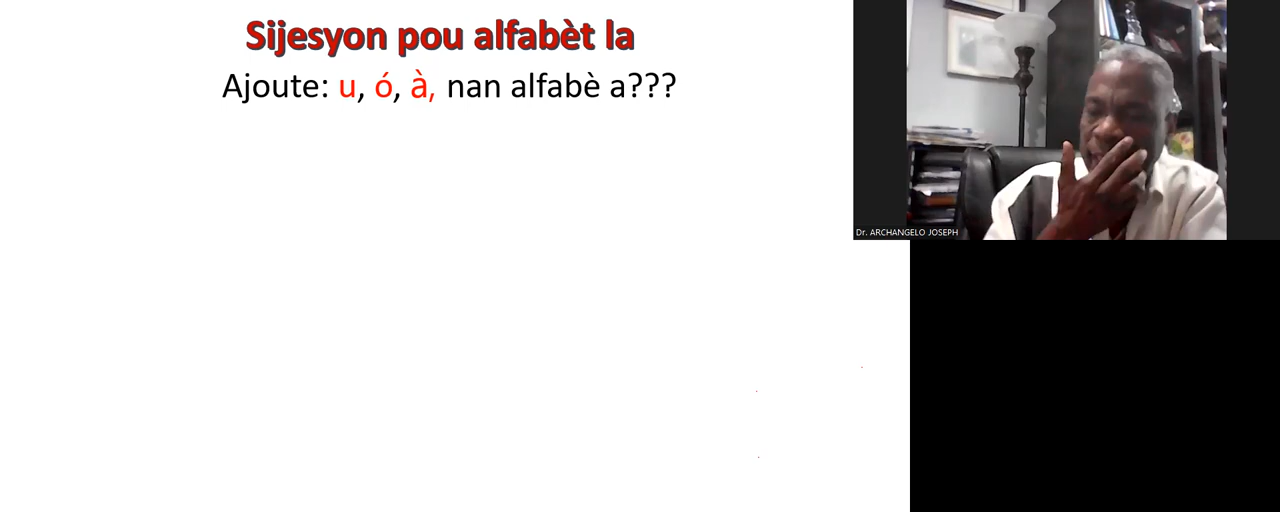 Sijesyon pou alfabèt la
Ajoute: u, ó, à, nan alfabè a???
Dr. ARCHANGELO JOSEPH